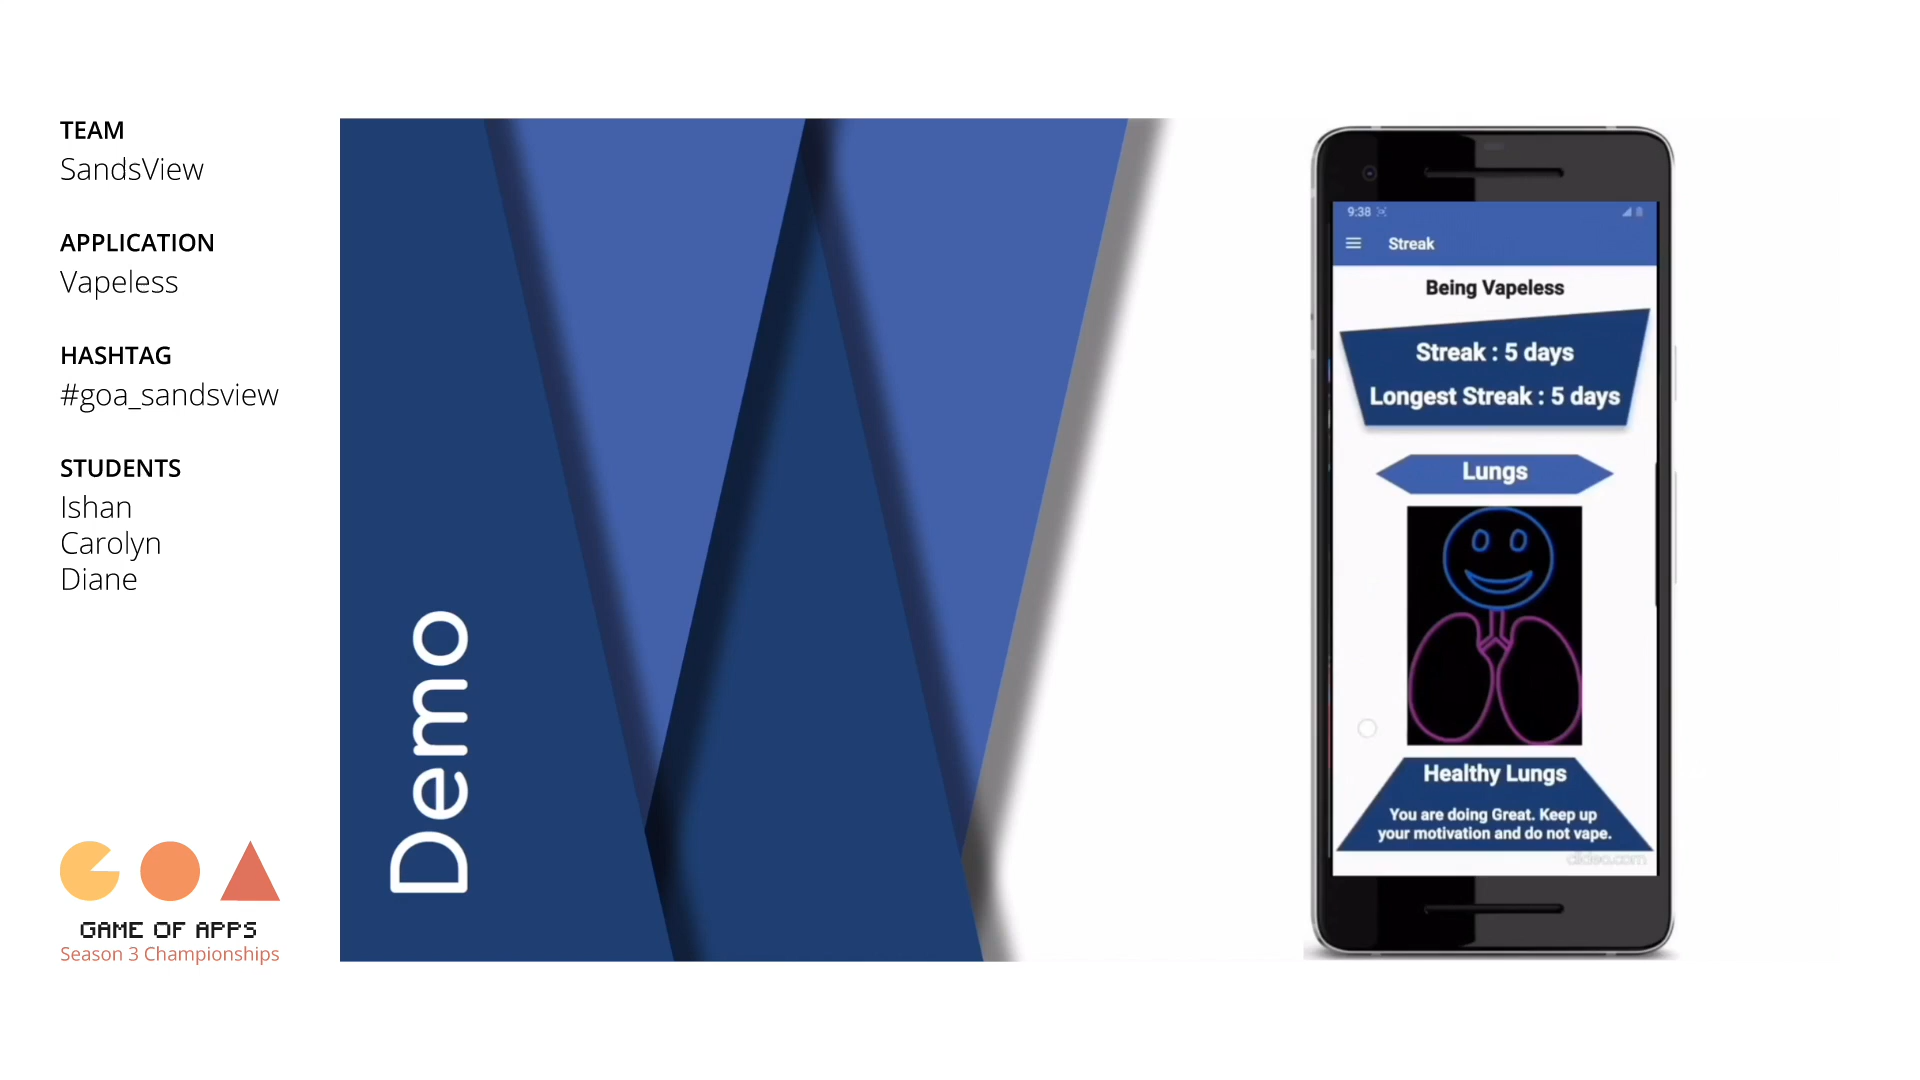 TEAM
SandsView
APPLICATION
Vapeless
HASHTAG
#goa_sandsview
STUDENTS
Ishan
Carolyn
Diane
GAME OF APPS
Season 3 Championships
Demo
9:38
Streak
Being Vapeless
Streak : 5 days
Longest Streak : 5 days
Lungs
Healthy Lungs
You are doing Great. Keep up
your motivation and do not vape.
clideo.com